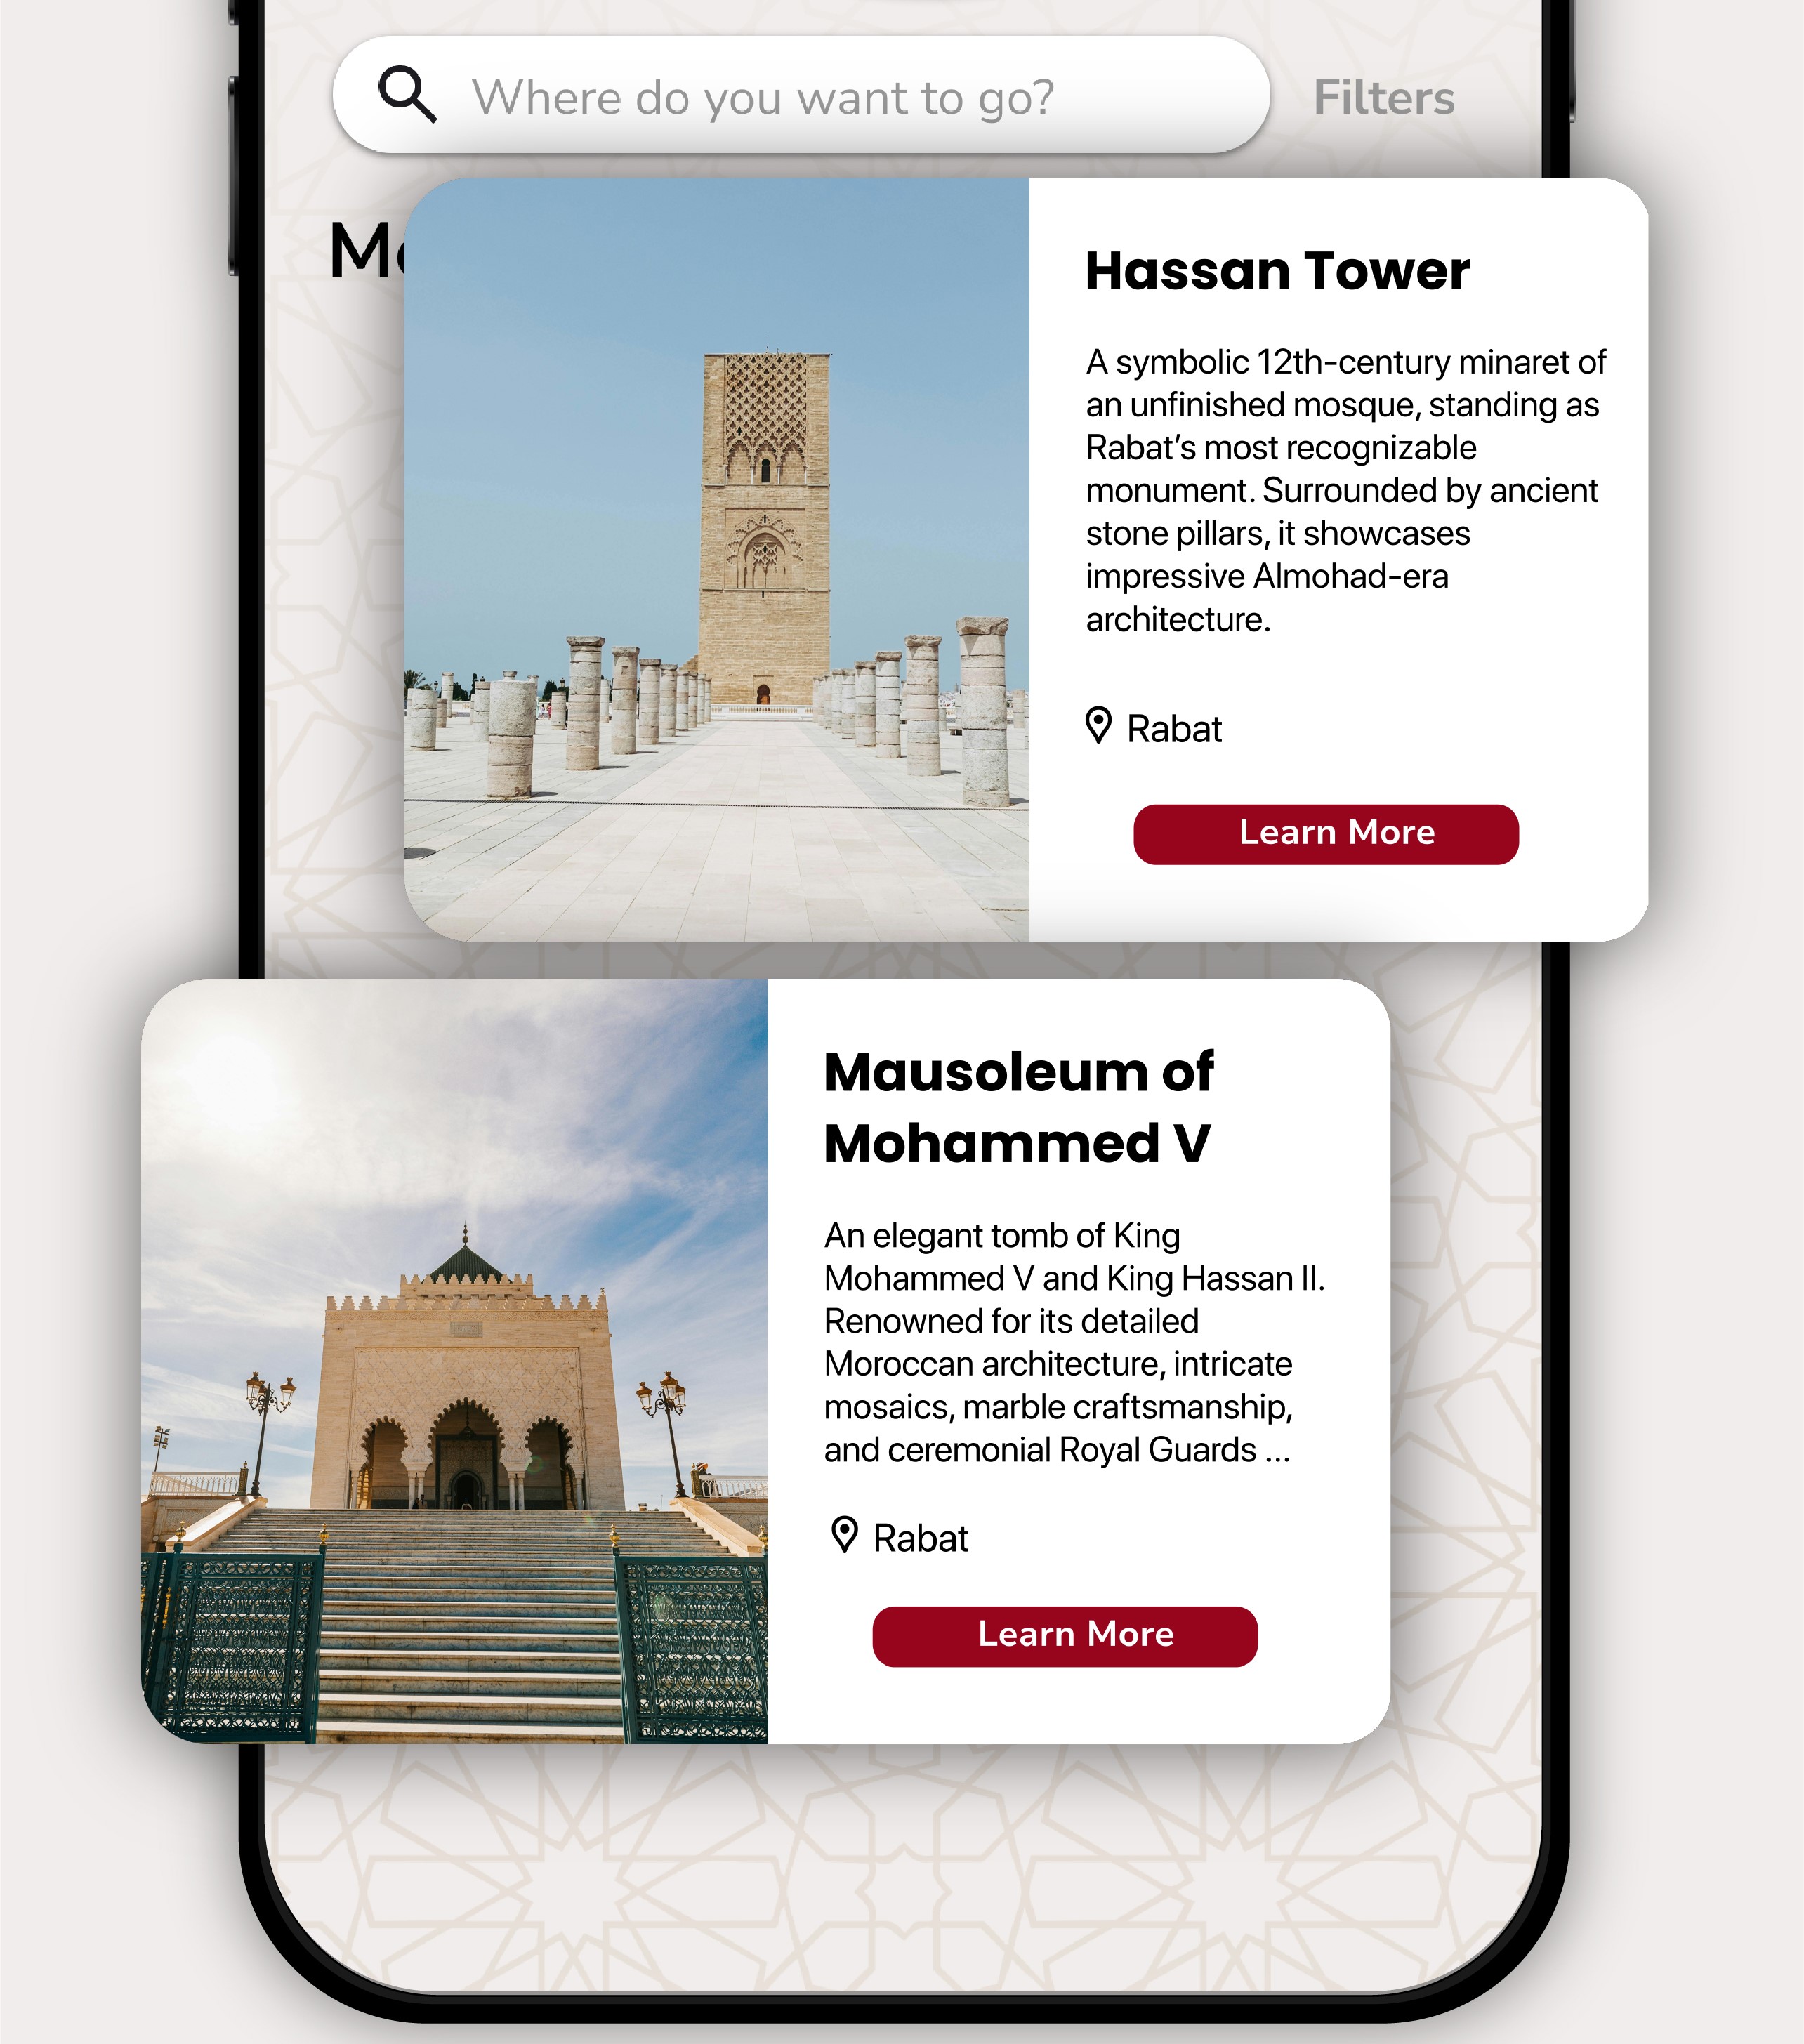 Where do you want to go?
Filters
Hassan Tower
A symbolic 12th-century minaret of
an unfinished mosque, standing as
Rabat’s most recognizable
monument. Surrounded by ancient
stone pillars, it showcases
impressive Almohad-era
architecture.
Rabat
Learn More
Mausoleum of
Mohammed V
An elegant tomb of King
Mohammed V and King Hassan II.
Renowned for its detailed
Moroccan architecture, intricate
mosaics, marble craftsmanship,
and ceremonial Royal Guards ...
Rabat
Learn More